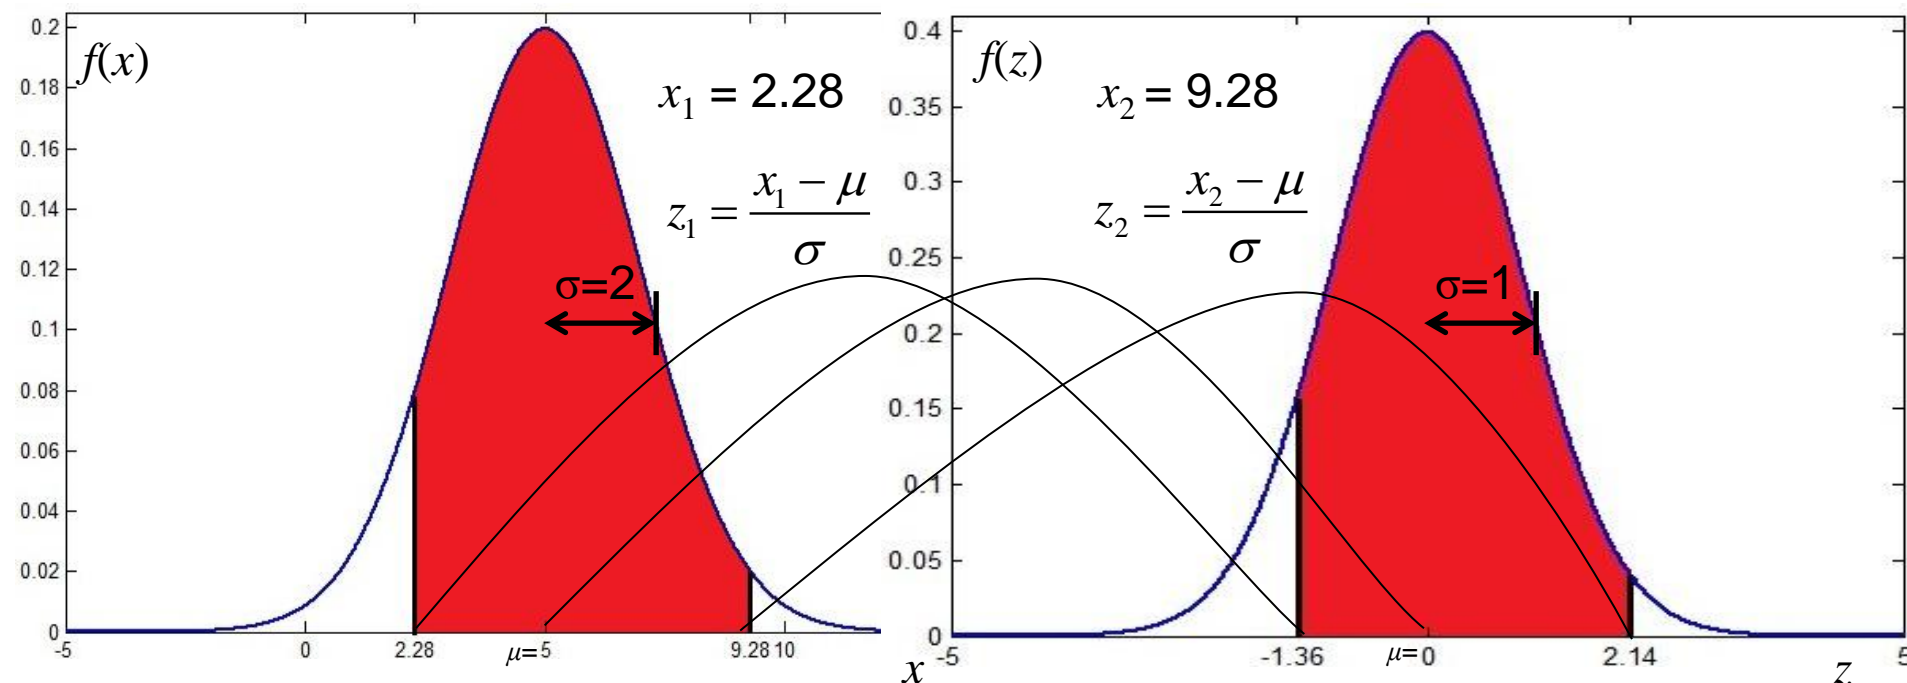 f(x)
x₁ = 2.28
z₁ = (x₁ − μ)/σ
σ=2
0.2
0.18
0.16
0.14
0.12
0.1
0.08
0.06
0.04
0.02
0
-5 0 2.28 μ=5 9.28 10
x
f(z)
x₂ = 9.28
z₂ = (x₂ − μ)/σ
σ=1
0.4
0.35
0.3
0.25
0.2
0.15
0.1
0.05
0
-5 -1.36 μ=0 2.14 5
z